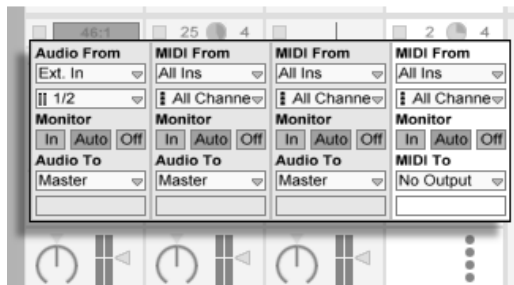 46:1 25 4 2 4
Audio From MIDI From MIDI From MIDI From
Ext. In All Ins All Ins All Ins
1/2 All Channe All Channe All Channe
Monitor Monitor Monitor Monitor
In Auto Off In Auto Off In Auto Off In Auto Off
Audio To Audio To Audio To MIDI To
Master Master Master No Output